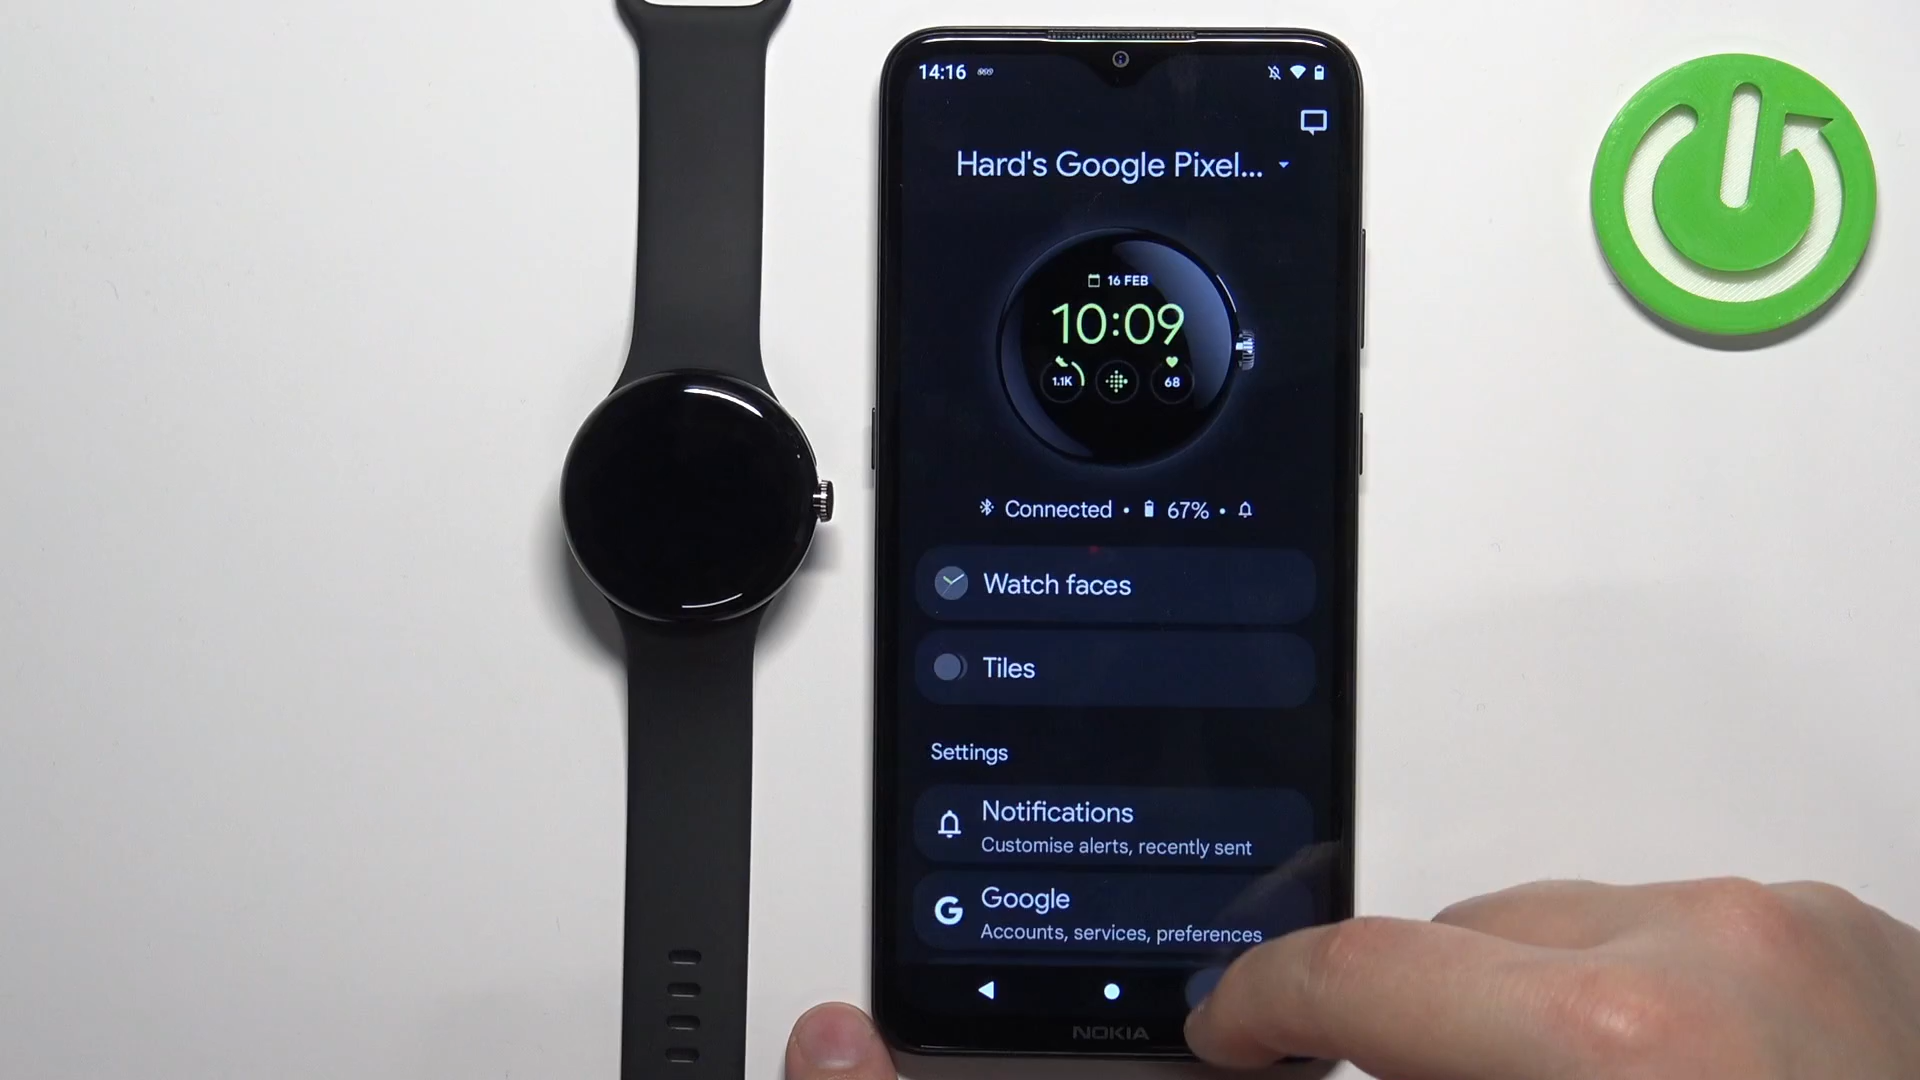 14:16
Hard's Google Pixel...
16 FEB
10:09
1.1K
68
Connected • 67% •
Watch faces
Tiles
Settings
Notifications
Customise alerts, recently sent
Google
Accounts, services, preferences
NOKIA